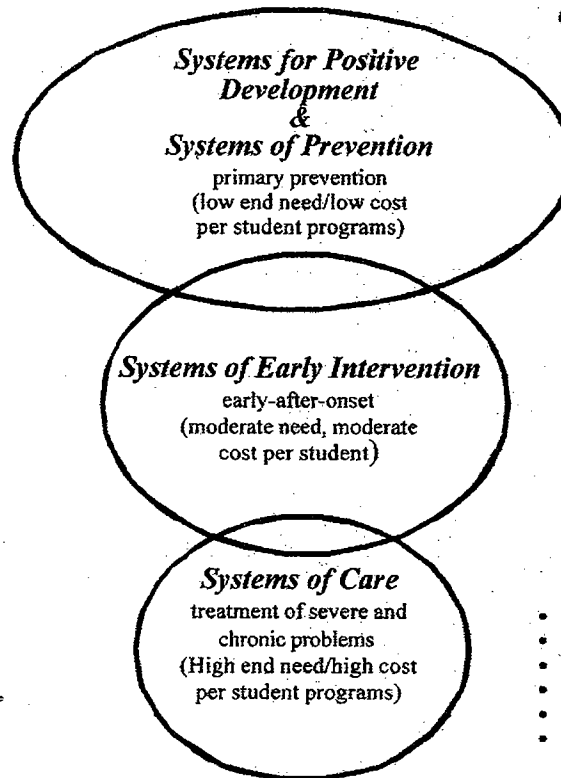 Systems for Positive
Development
&
Systems of Prevention
primary prevention
(low end need/low cost
per student programs)
Systems of Early Intervention
early-after-onset
(moderate need, moderate
cost per student)
Systems of Care
treatment of severe and
chronic problems
(High end need/high cost
per student programs)